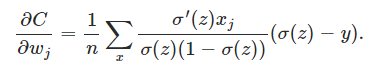 ∂C/∂w_j = 1/n ∑_x σ′(z)x_j / σ(z)(1 − σ(z)) (σ(z) − y).